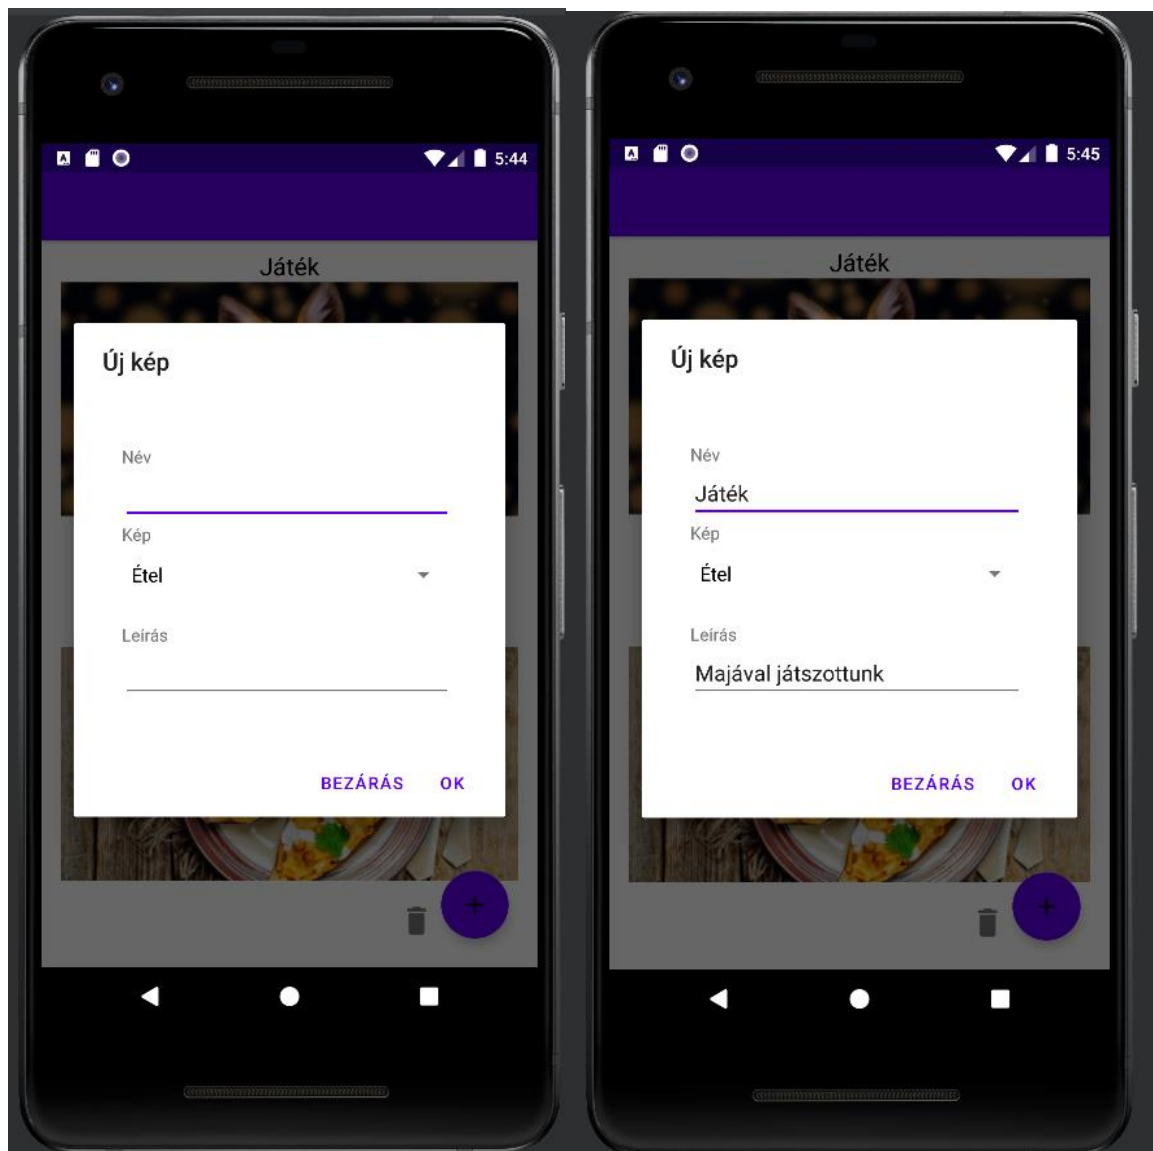 5:44
Játék
Új kép
Név
Kép
Étel
Leírás
BEZÁRÁS OK
5:45
Játék
Új kép
Név
Játék
Kép
Étel
Leírás
Majával játszottunk
BEZÁRÁS OK